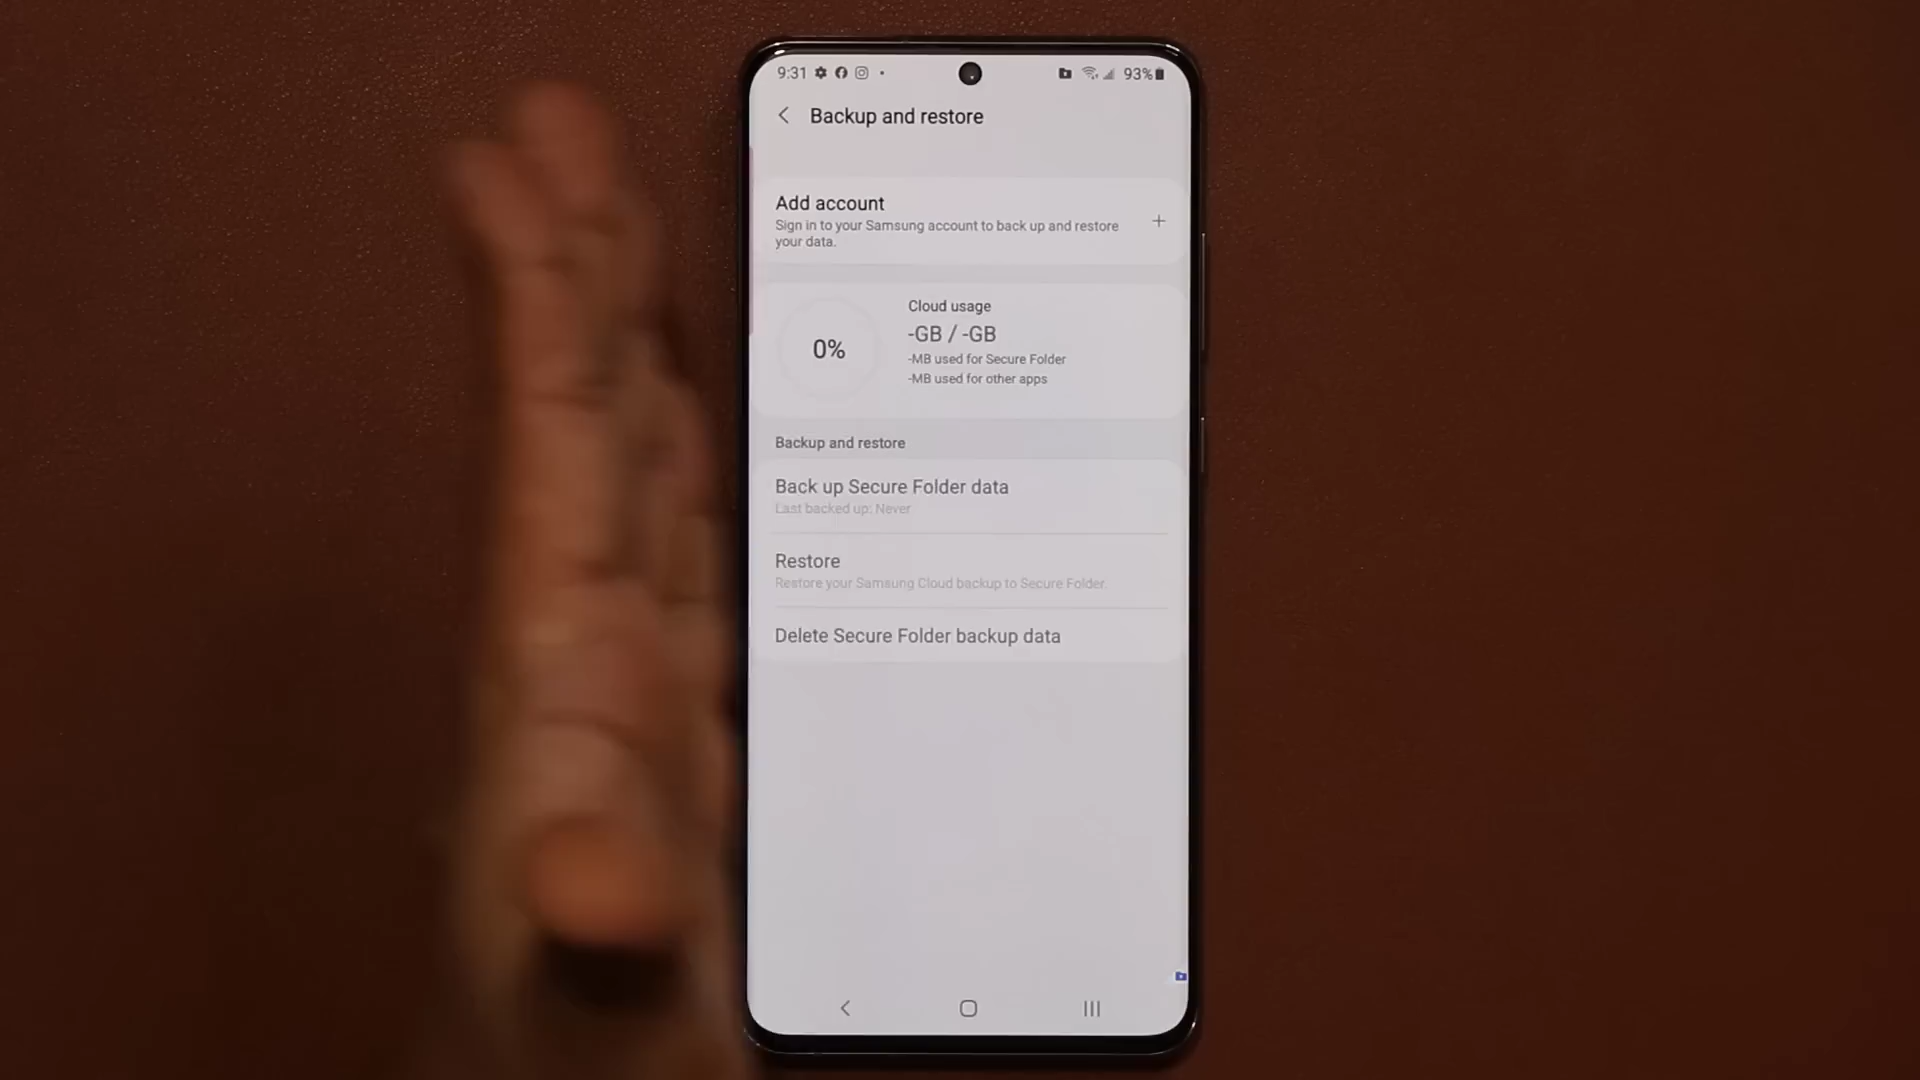 9:31
93%
Backup and restore
Add account
Sign in to your Samsung account to back up and restore
your data.
0%
Cloud usage
-GB / -GB
-MB used for Secure Folder
-MB used for other apps
Backup and restore
Back up Secure Folder data
Last backed up: Never
Restore
Restore your Samsung Cloud backup to Secure Folder.
Delete Secure Folder backup data